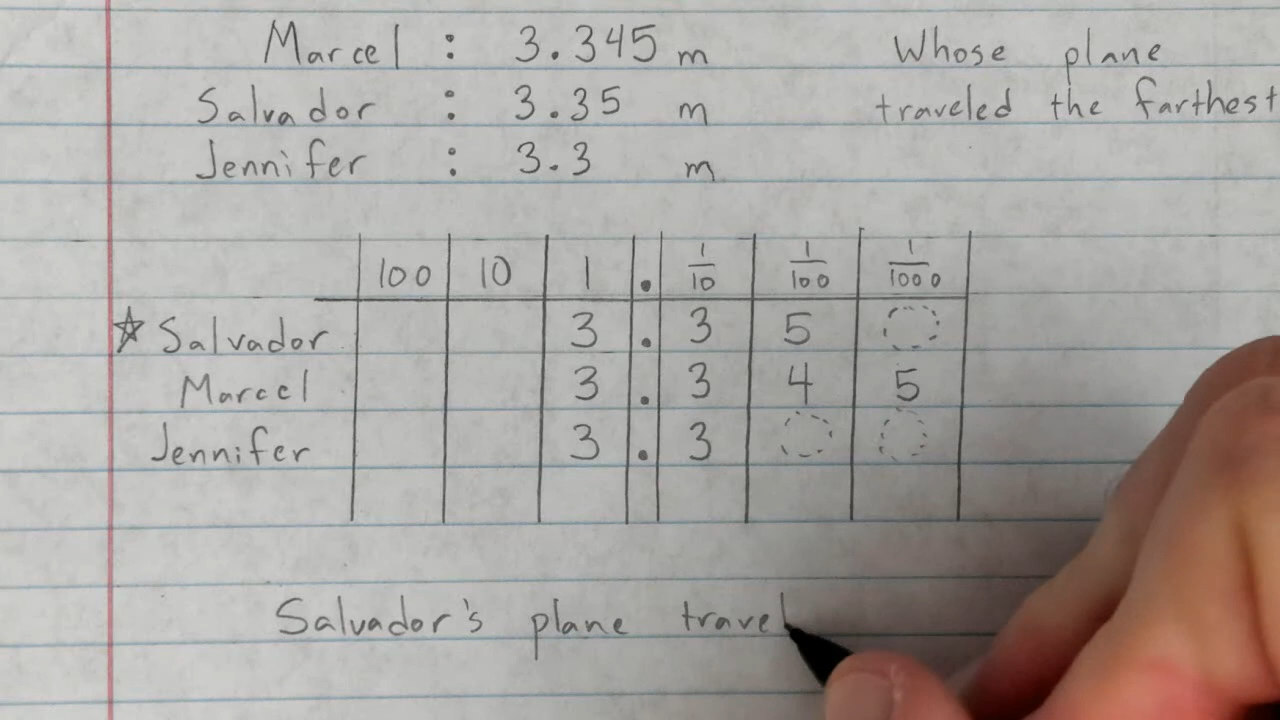 Marcel : 3.345 m Whose plane
Salvador : 3.35 m traveled the farthest
Jennifer : 3.3 m
100 10 1 . 1/10 1/100 1/1000
☆ Salvador 3 . 3 5
Marcel 3 . 3 4 5
Jennifer 3 . 3
Salvador's plane travel